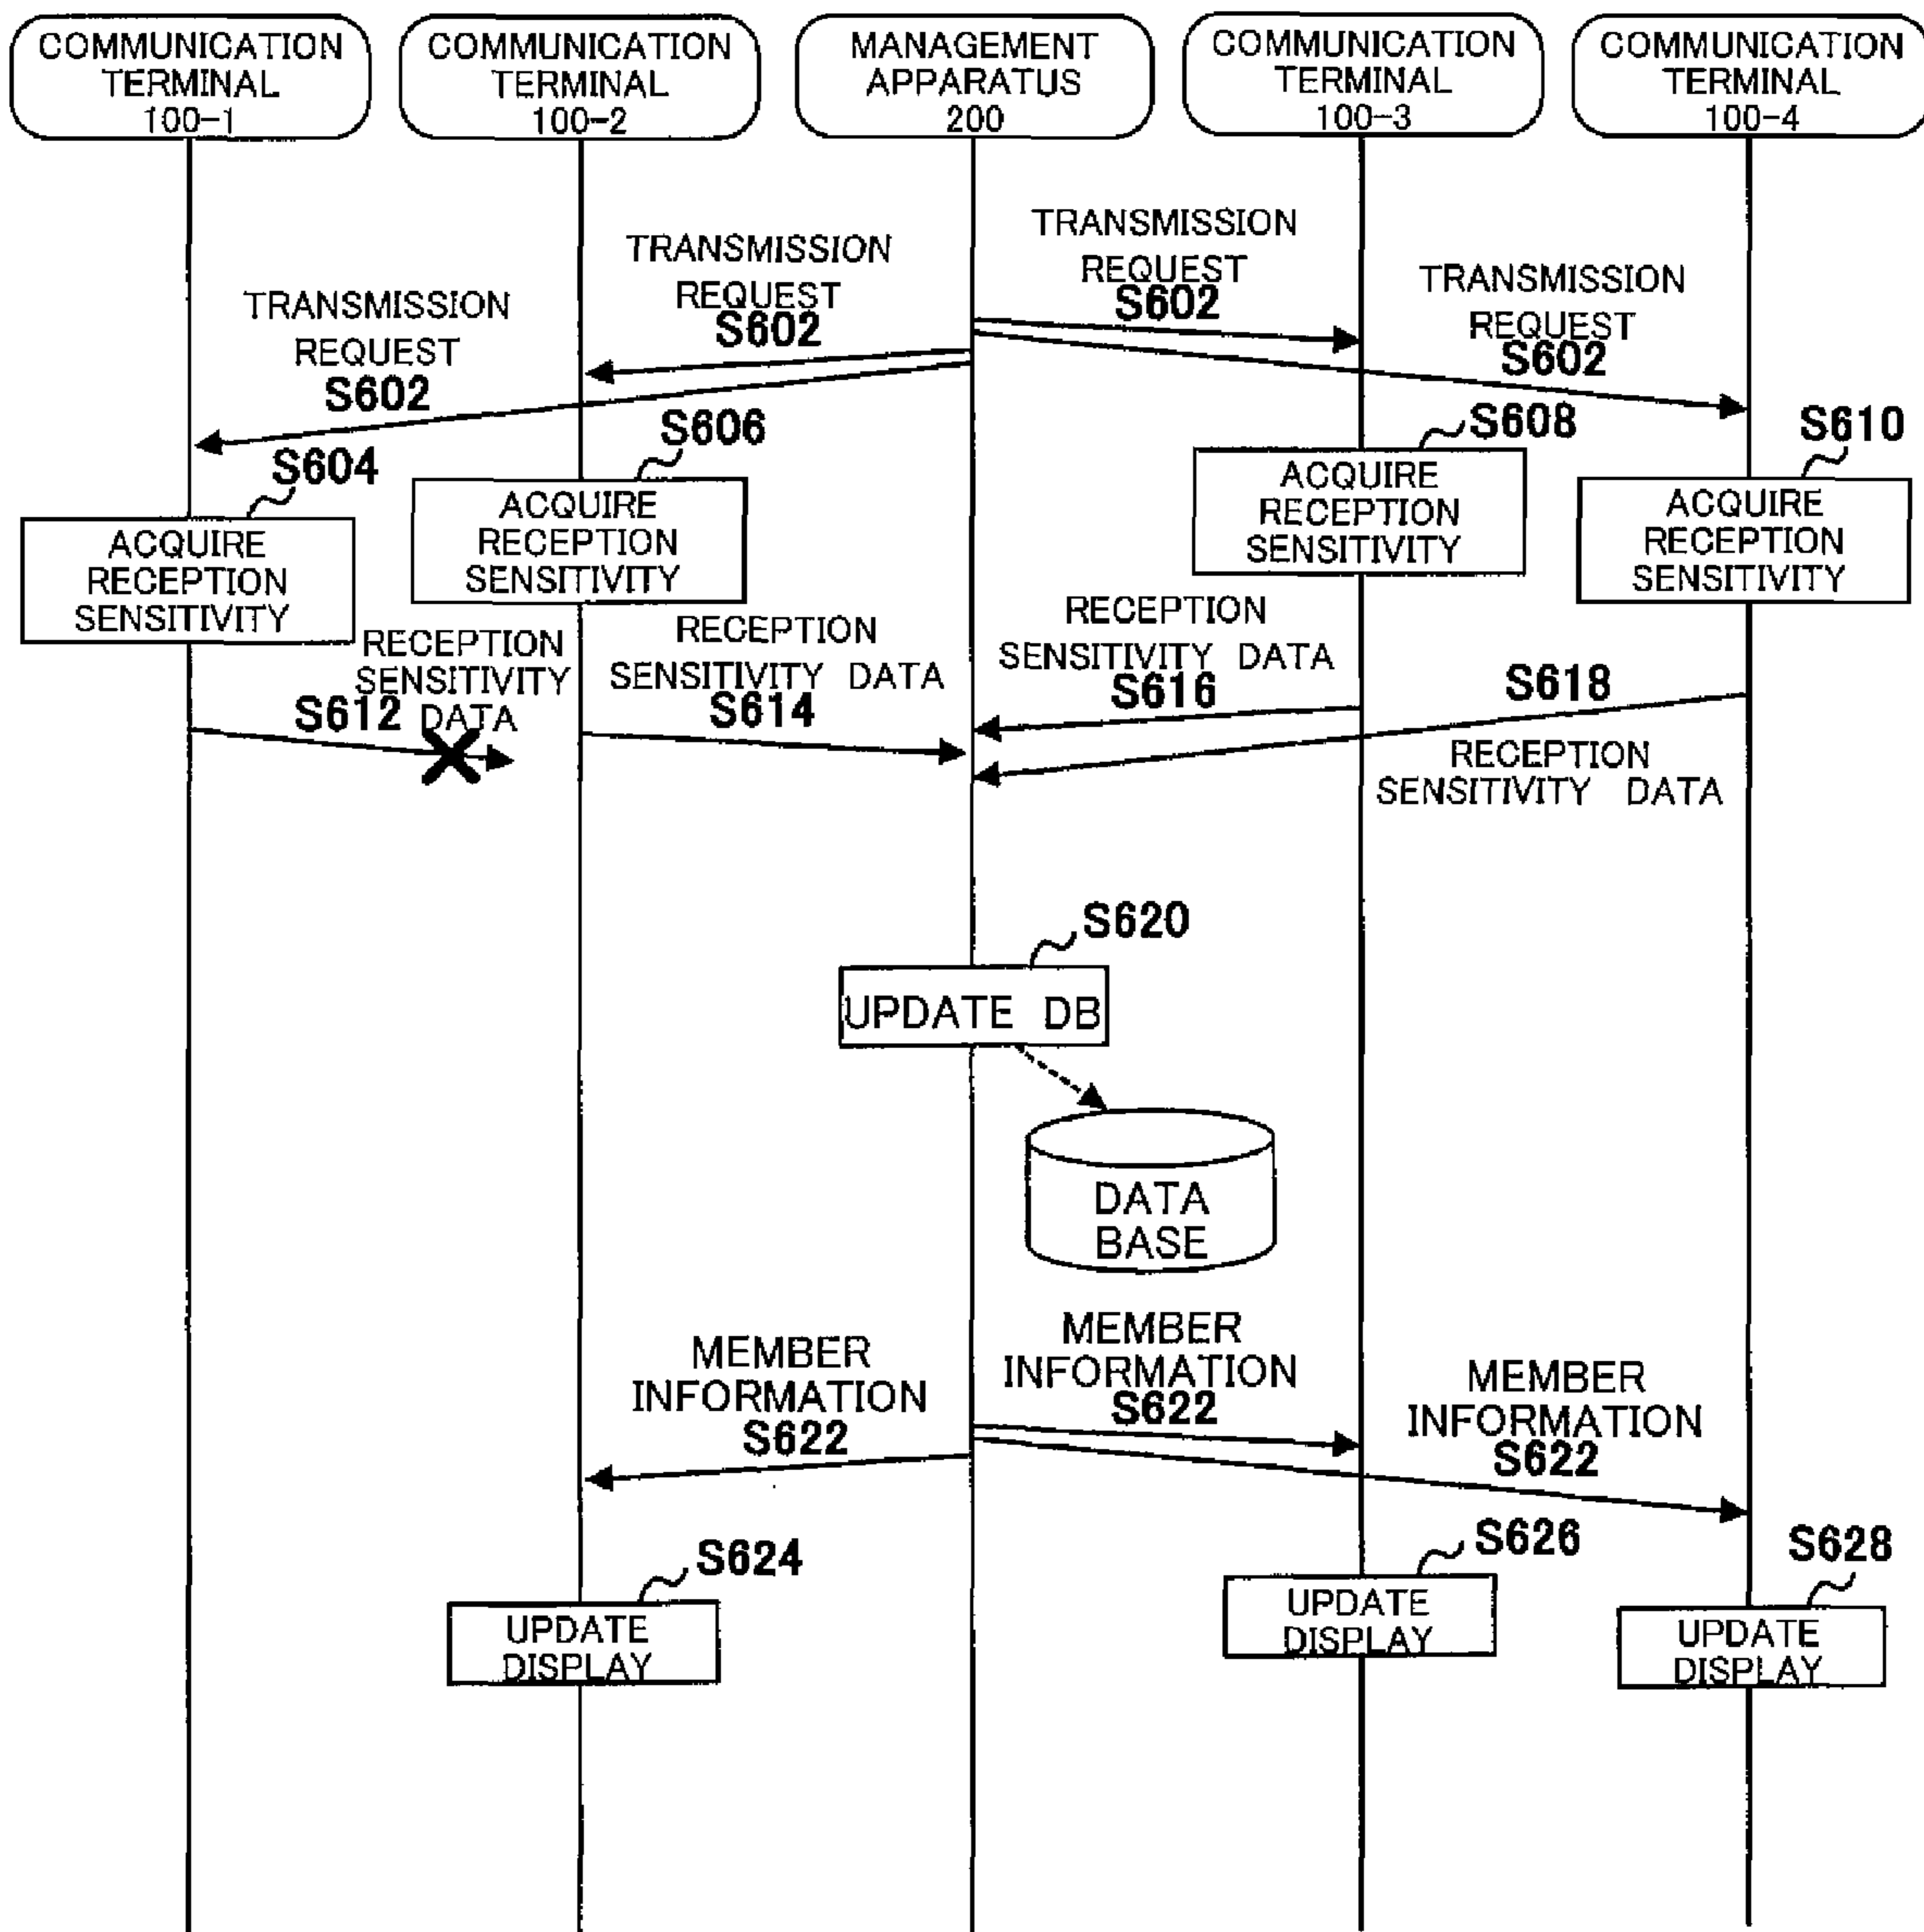 COMMUNICATION
TERMINAL
100-1
COMMUNICATION
TERMINAL
100-2
MANAGEMENT
APPARATUS
200
COMMUNICATION
TERMINAL
100-3
COMMUNICATION
TERMINAL
100-4
TRANSMISSION
REQUEST
S602
TRANSMISSION
REQUEST
S602
TRANSMISSION
REQUEST
S602
TRANSMISSION
REQUEST
S602
S604
ACQUIRE
RECEPTION
SENSITIVITY
S606
ACQUIRE
RECEPTION
SENSITIVITY
S608
ACQUIRE
RECEPTION
SENSITIVITY
S610
ACQUIRE
RECEPTION
SENSITIVITY
RECEPTION
SENSITIVITY
S612 DATA
RECEPTION
SENSITIVITY DATA
S614
RECEPTION
SENSITIVITY DATA
S616
S618
RECEPTION
SENSITIVITY DATA
S620
UPDATE DB
DATA
BASE
MEMBER
INFORMATION
S622
MEMBER
INFORMATION
S622
MEMBER
INFORMATION
S622
S624
UPDATE
DISPLAY
S626
UPDATE
DISPLAY
S628
UPDATE
DISPLAY